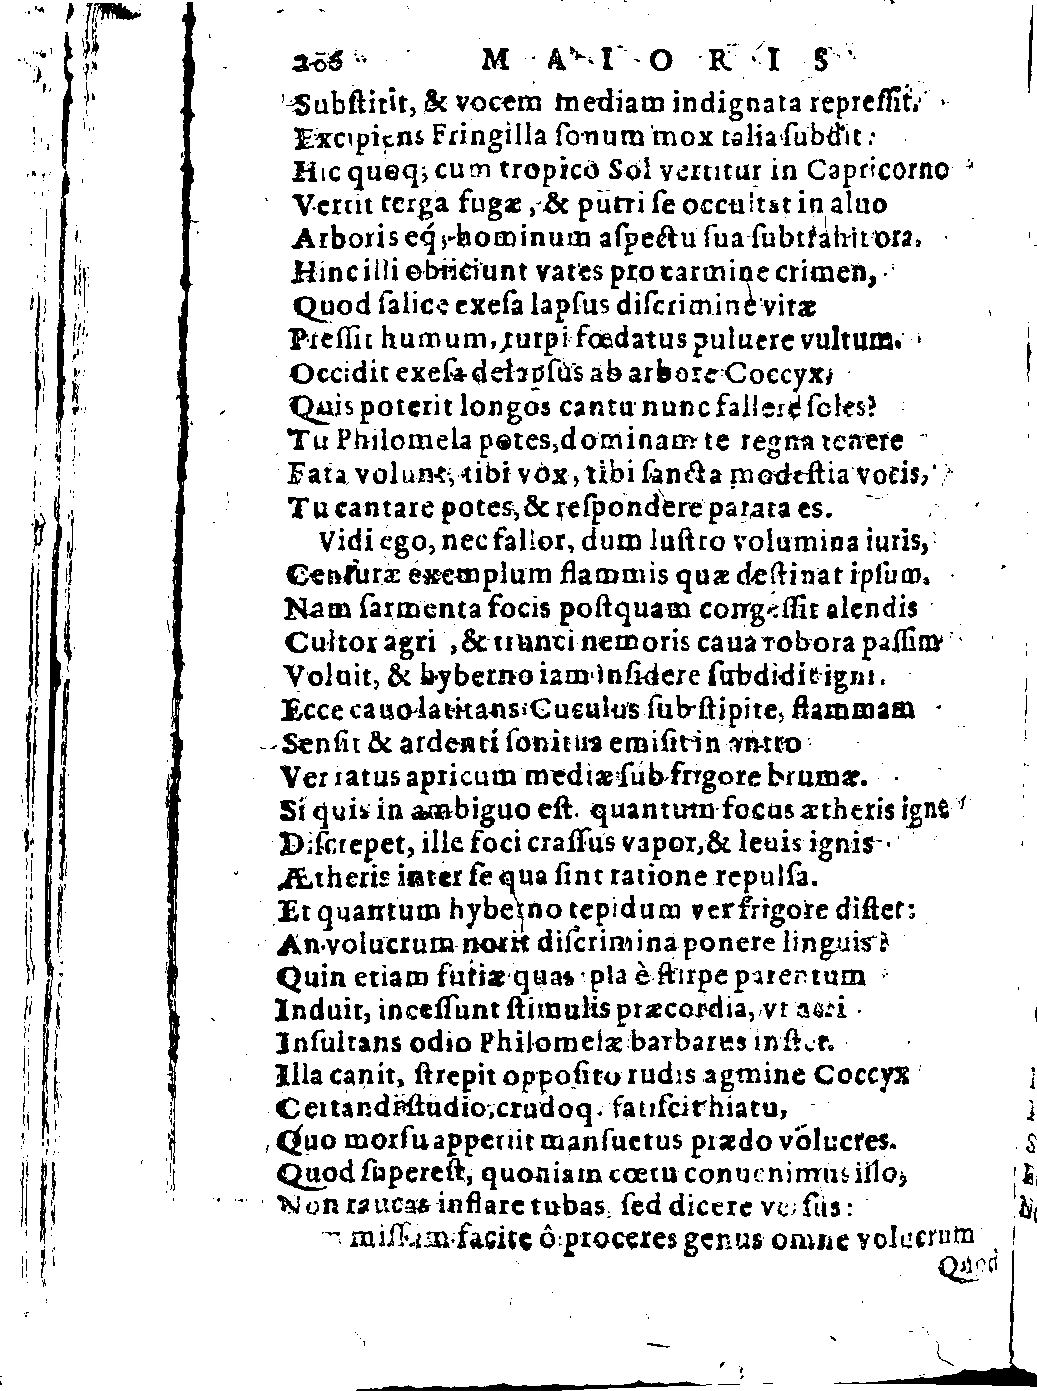 206 MAIORIS
Subſtitit, & vocem mediam indignata repreſſit.
Excipiens Fringilla ſonum mox talia ſubdit:
Hic quoq; cum tropico Sol vertitur in Capricorno
Vertit terga fugæ, & putri ſe occultat in aluo
Arboris eq́; hominum aſpectu ſua ſubtrahit ora.
Hinc illi obiiciunt vates pro carmine crimen,
Quod ſalice exeſa lapſus diſcrimine vitæ
Preſſit humum, turpi fœdatus puluere vultum.
Occidit exeſa delapſus ab arbore Coccyx,
Quis poterit longos cantu nunc fallere ſoles?
Tu Philomela potes, dominam te regna tenere
Fata volunt, tibi vox, tibi ſancta modeſtia vocis,
Tu cantare potes, & reſpondere parata es.
Vidi ego, nec fallor, dum luſtro volumina iuris,
Cenſuræ exemplum flammis quæ deſtinat ipſum.
Nam ſarmenta focis poſtquam congeſſit alendis
Cultor agri, & trunci nemoris caua robora paſſim
Voluit, & hyberno iam inſidere ſubdidit igni.
Ecce cauo latitans Cuculus ſub ſtipite, flammam
Senſit & ardenti ſonitus emiſit in antro
Ver ratus apricum mediæ ſub frigore brumæ.
Si quis in ambiguo eſt. quantum focus ætheris igne
Diſcrepet, ille foci craſſus vapor, & leuis ignis
Ætheris inter ſe qua ſint ratione repulſa.
Et quantum hyberno tepidum ver frigore diſtet:
An volucrum norit diſcrimina ponere linguis?
Quin etiam furiæ quas è ſtirpe parentum
Induit, inceſſunt ſtimulis præcordia, vt acri
Inſultans odio Philomelæ barbarus inſtet.
Illa canit, ſtrepit oppoſito rudis agmine Coccyx
Certandi ſtudio, crudoq. fatiſcit hiatu,
Quo morſu appetiit manſuetus prædo volucres.
Quod ſupereſt, quoniam cœtu conuenimus illo,
Non raucas inflare tubas, ſed dicere verſus:
miſſum facite ô proceres genus omne volucrum
Quod